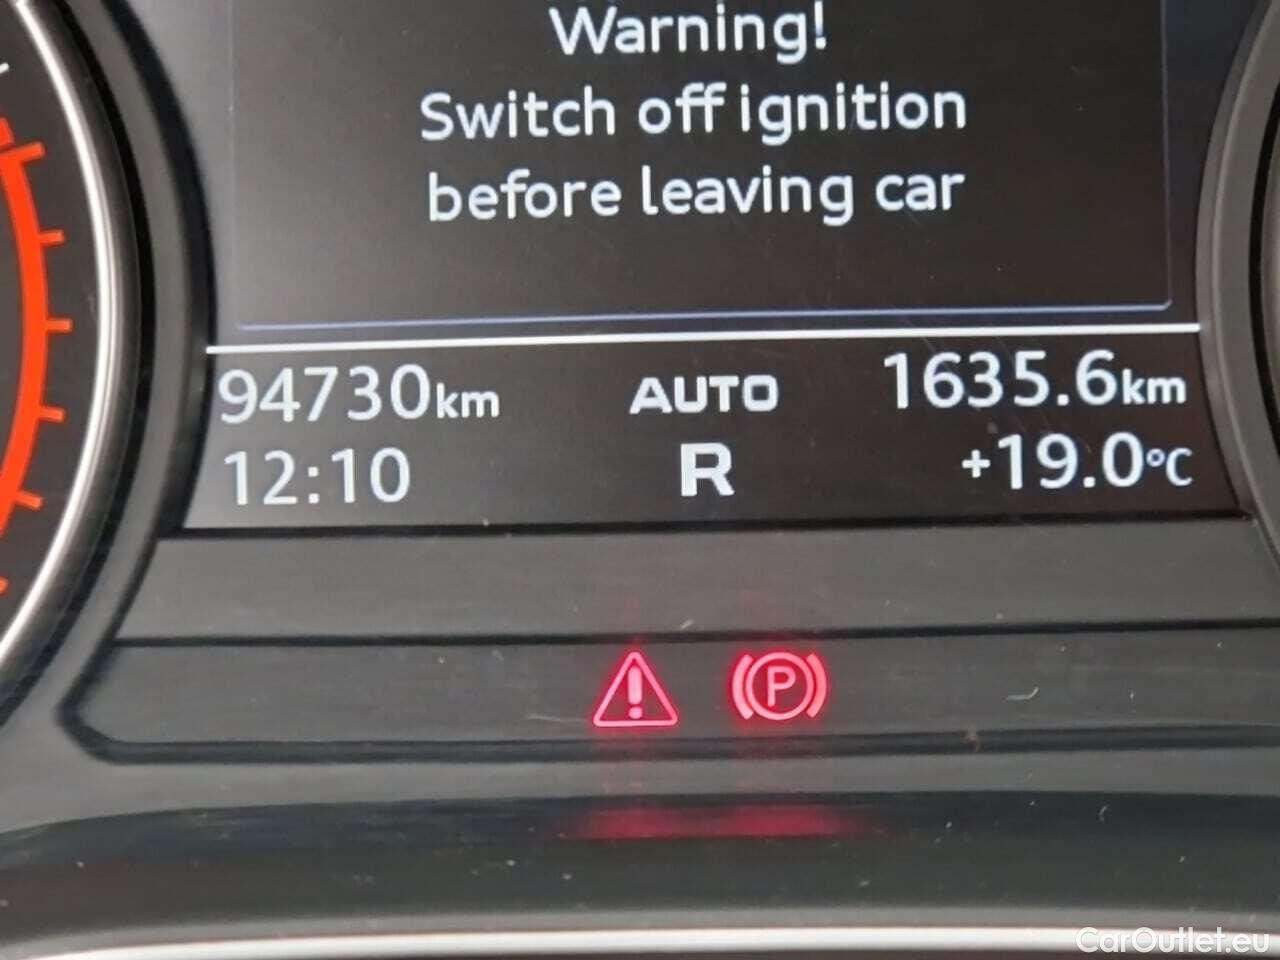 Warning!
Switch off ignition
before leaving car
94730km AUTO 1635.6km
12:10 R +19.0°C
! P
CarOutlet.eu